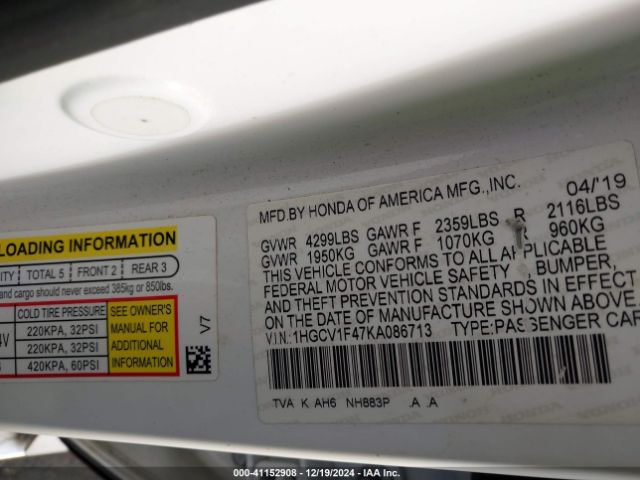 LOADING INFORMATION
TOTAL 5 FRONT 2 REAR 3
and cargo should never exceed 385kg or 850lbs.
COLD TIRE PRESSURE
220KPA, 32PSI
220KPA, 32PSI
420KPA, 60PSI
SEE OWNER'S
MANUAL FOR
ADDITIONAL
INFORMATION
V7
MFD.BY HONDA OF AMERICA MFG.,INC. 04/'19
GVWR 4299LBS GAWR F 2359LBS R 2116LBS
GVWR 1950KG GAWR F 1070KG 960KG
THIS VEHICLE CONFORMS TO ALL APPLICABLE
FEDERAL MOTOR VEHICLE SAFETY BUMPER,
AND THEFT PREVENTION STANDARDS IN EFFECT
ON THE DATE OF MANUFACTURE SHOWN ABOVE
V.I.N.:1HGCV1F47KA086713 TYPE:PASSENGER CAR
TVA K AH6 NH883P .A .A
000-41152908 - 12/19/2024 - IAA Inc.